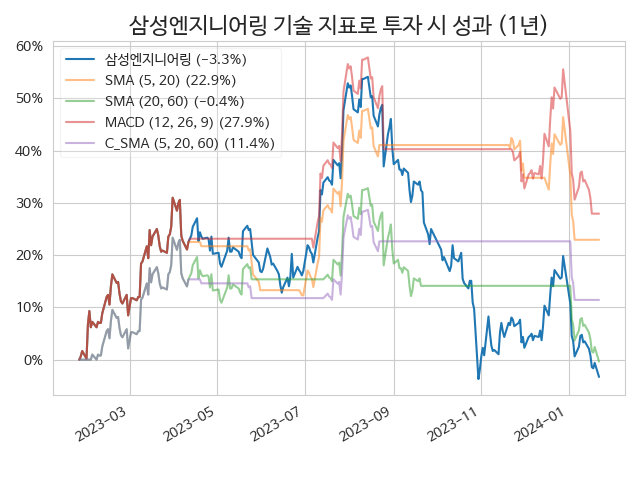 삼성엔지니어링 기술 지표로 투자 시 성과 (1년)
60%
50%
40%
30%
20%
10%
0%
삼성엔지니어링 (−3.3%)
SMA (5, 20) (22.9%)
SMA (20, 60) (−0.4%)
MACD (12, 26, 9) (27.9%)
C_SMA (5, 20, 60) (11.4%)
2023-03
2023-05
2023-07
2023-09
2023-11
2024-01